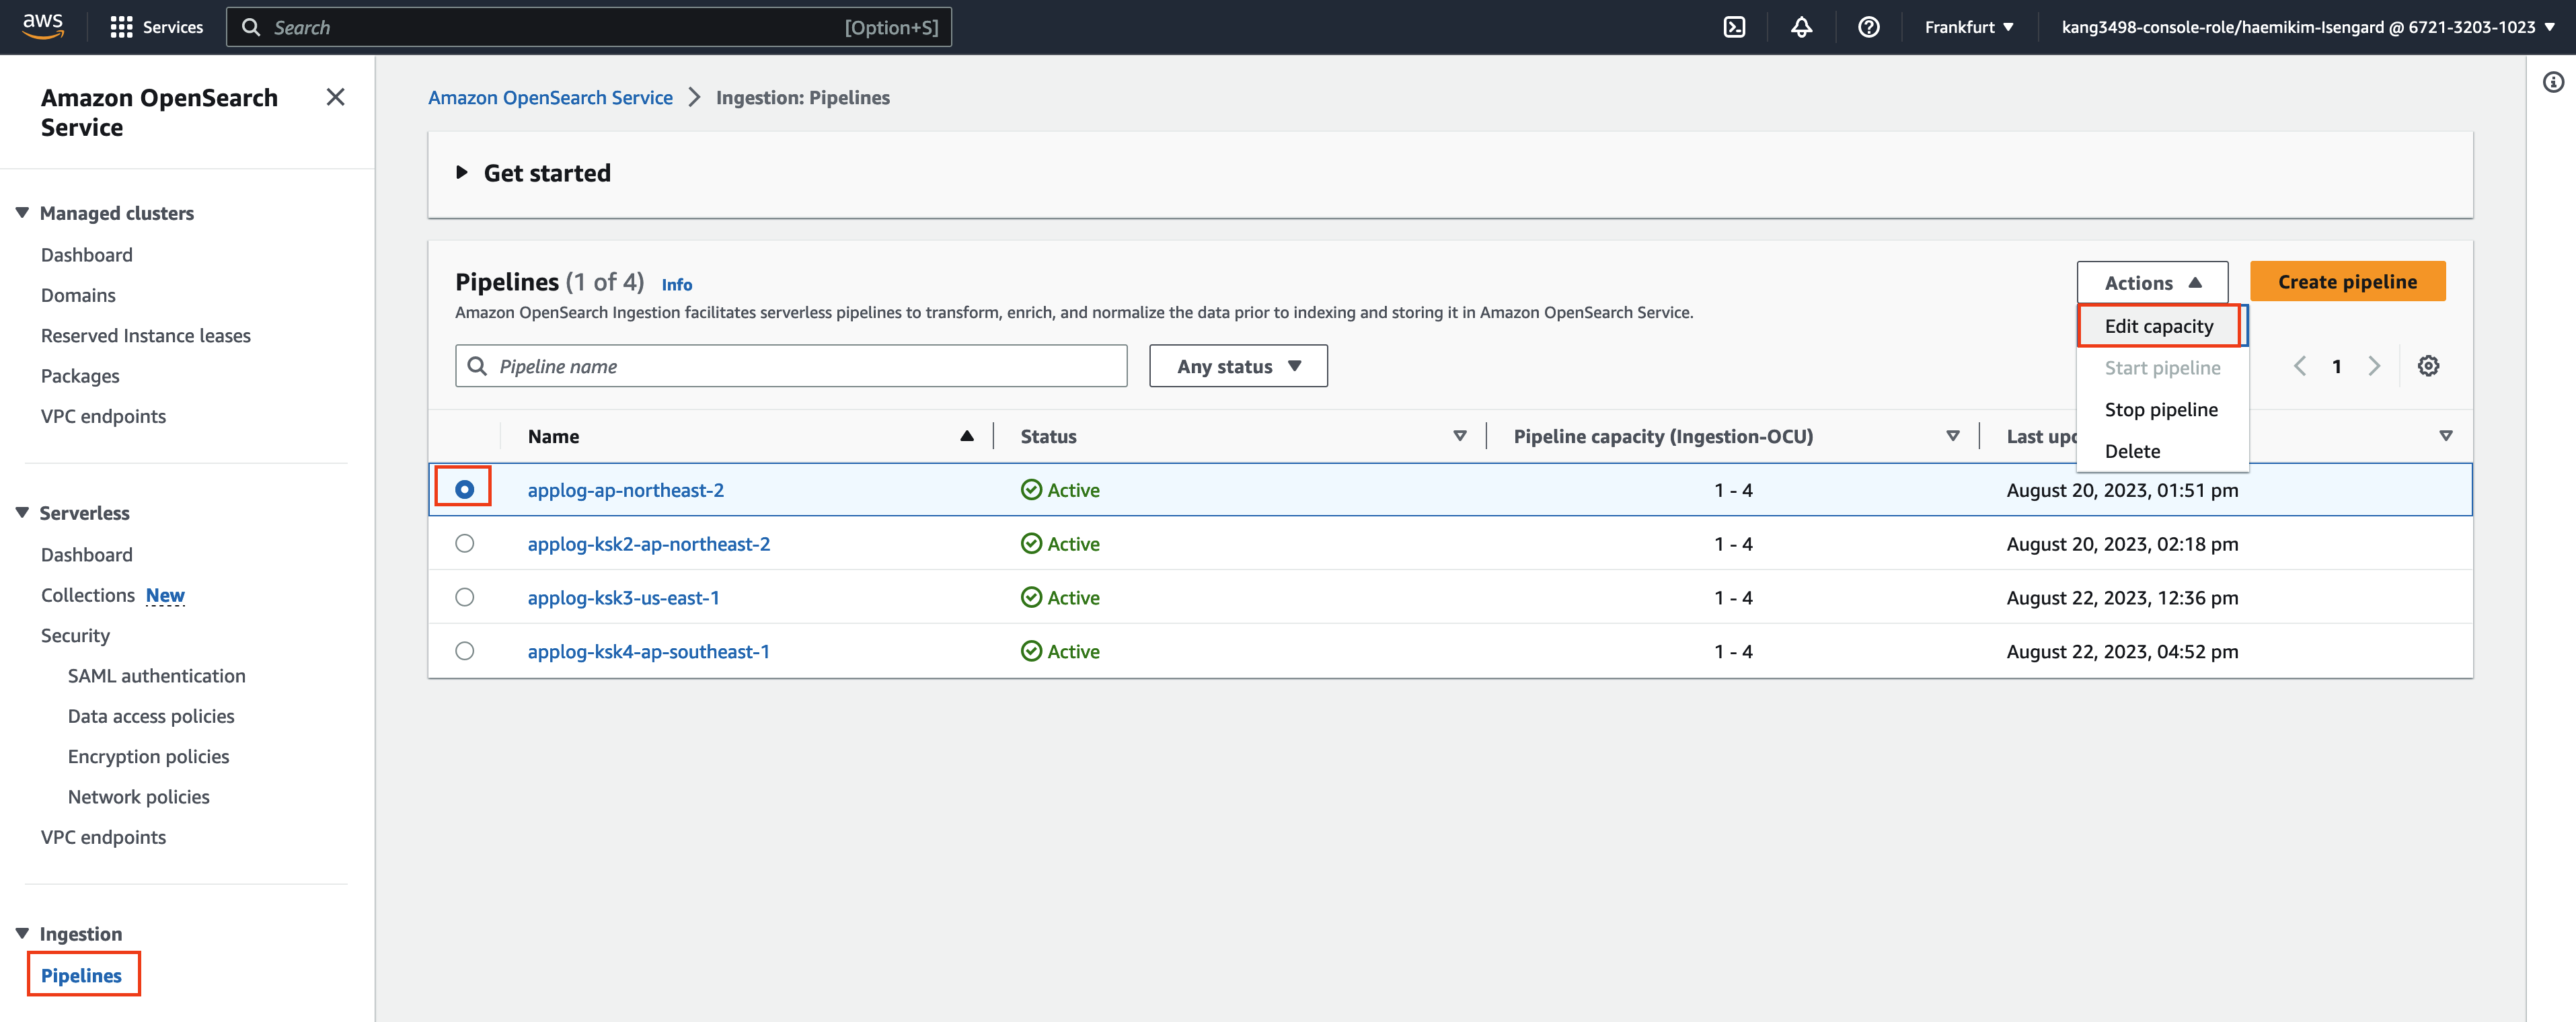 aws Services Search [Option+S] Frankfurt kang3498-console-role/haemikim-Isengard @ 6721-3203-1023
Amazon OpenSearch
Service
Managed clusters
Dashboard
Domains
Reserved Instance leases
Packages
VPC endpoints
Serverless
Dashboard
Collections New
Security
SAML authentication
Data access policies
Encryption policies
Network policies
VPC endpoints
Ingestion
Pipelines
Amazon OpenSearch Service Ingestion: Pipelines
Get started
Pipelines (1 of 4) Info
Amazon OpenSearch Ingestion facilitates serverless pipelines to transform, enrich, and normalize the data prior to indexing and storing it in Amazon OpenSearch Service.
Actions Create pipeline
Edit capacity
Start pipeline
Stop pipeline
Delete
Pipeline name Any status 1
Name Status Pipeline capacity (Ingestion-OCU) Last upd
applog-ap-northeast-2 Active 1 - 4 August 20, 2023, 01:51 pm
applog-ksk2-ap-northeast-2 Active 1 - 4 August 20, 2023, 02:18 pm
applog-ksk3-us-east-1 Active 1 - 4 August 22, 2023, 12:36 pm
applog-ksk4-ap-southeast-1 Active 1 - 4 August 22, 2023, 04:52 pm